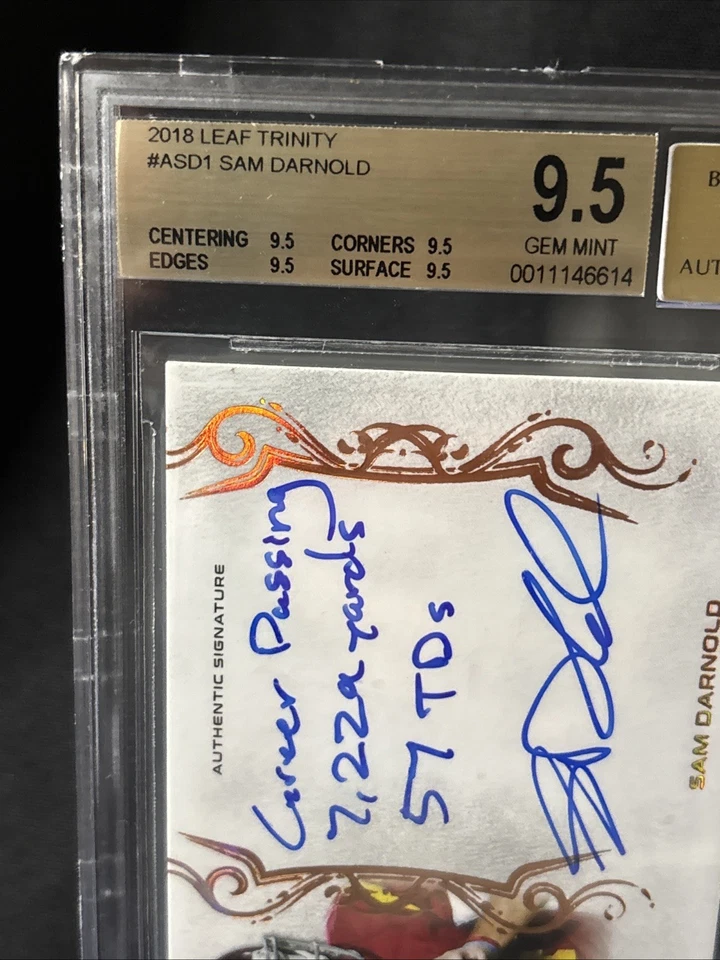 2018 LEAF TRINITY
#ASD1 SAM DARNOLD
9.5
CENTERING 9.5 CORNERS 9.5 GEM MINT
EDGES 9.5 SURFACE 9.5 0011146614
B
AUT
AUTHENTIC SIGNATURE
Career Passing
7,229 yards
57 TDs
SAM DARNOLD